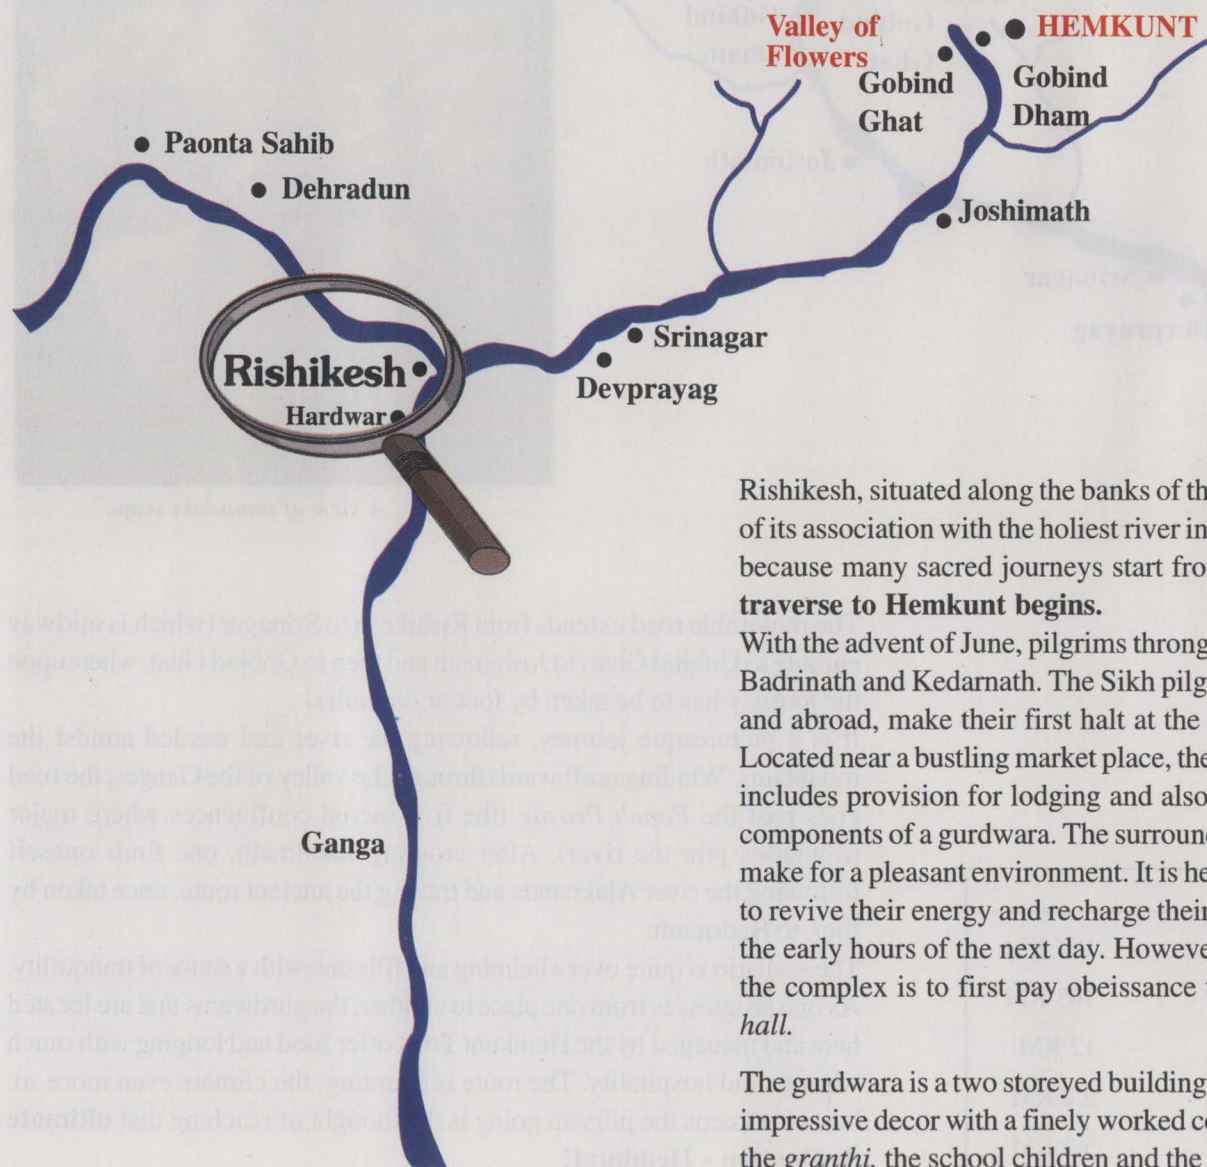 Valley of
Flowers
HEMKUNT
Gobind
Ghat
Gobind
Dham
Paonta Sahib
Dehradun
Joshimath
Srinagar
Devprayag
Rishikesh
Hardwar
Ganga
Rishikesh, situated along the banks of th
of its association with the holiest river in
because many sacred journeys start fro
traverse to Hemkunt begins.
With the advent of June, pilgrims throng
Badrinath and Kedarnath. The Sikh pilg
and abroad, make their first halt at the
Located near a bustling market place, the
includes provision for lodging and also
components of a gurdwara. The surroun
make for a pleasant environment. It is he
to revive their energy and recharge their
the early hours of the next day. Howeve
the complex is to first pay obeissance
hall.
The gurdwara is a two storeyed building
impressive decor with a finely worked c
the granthi, the school children and the